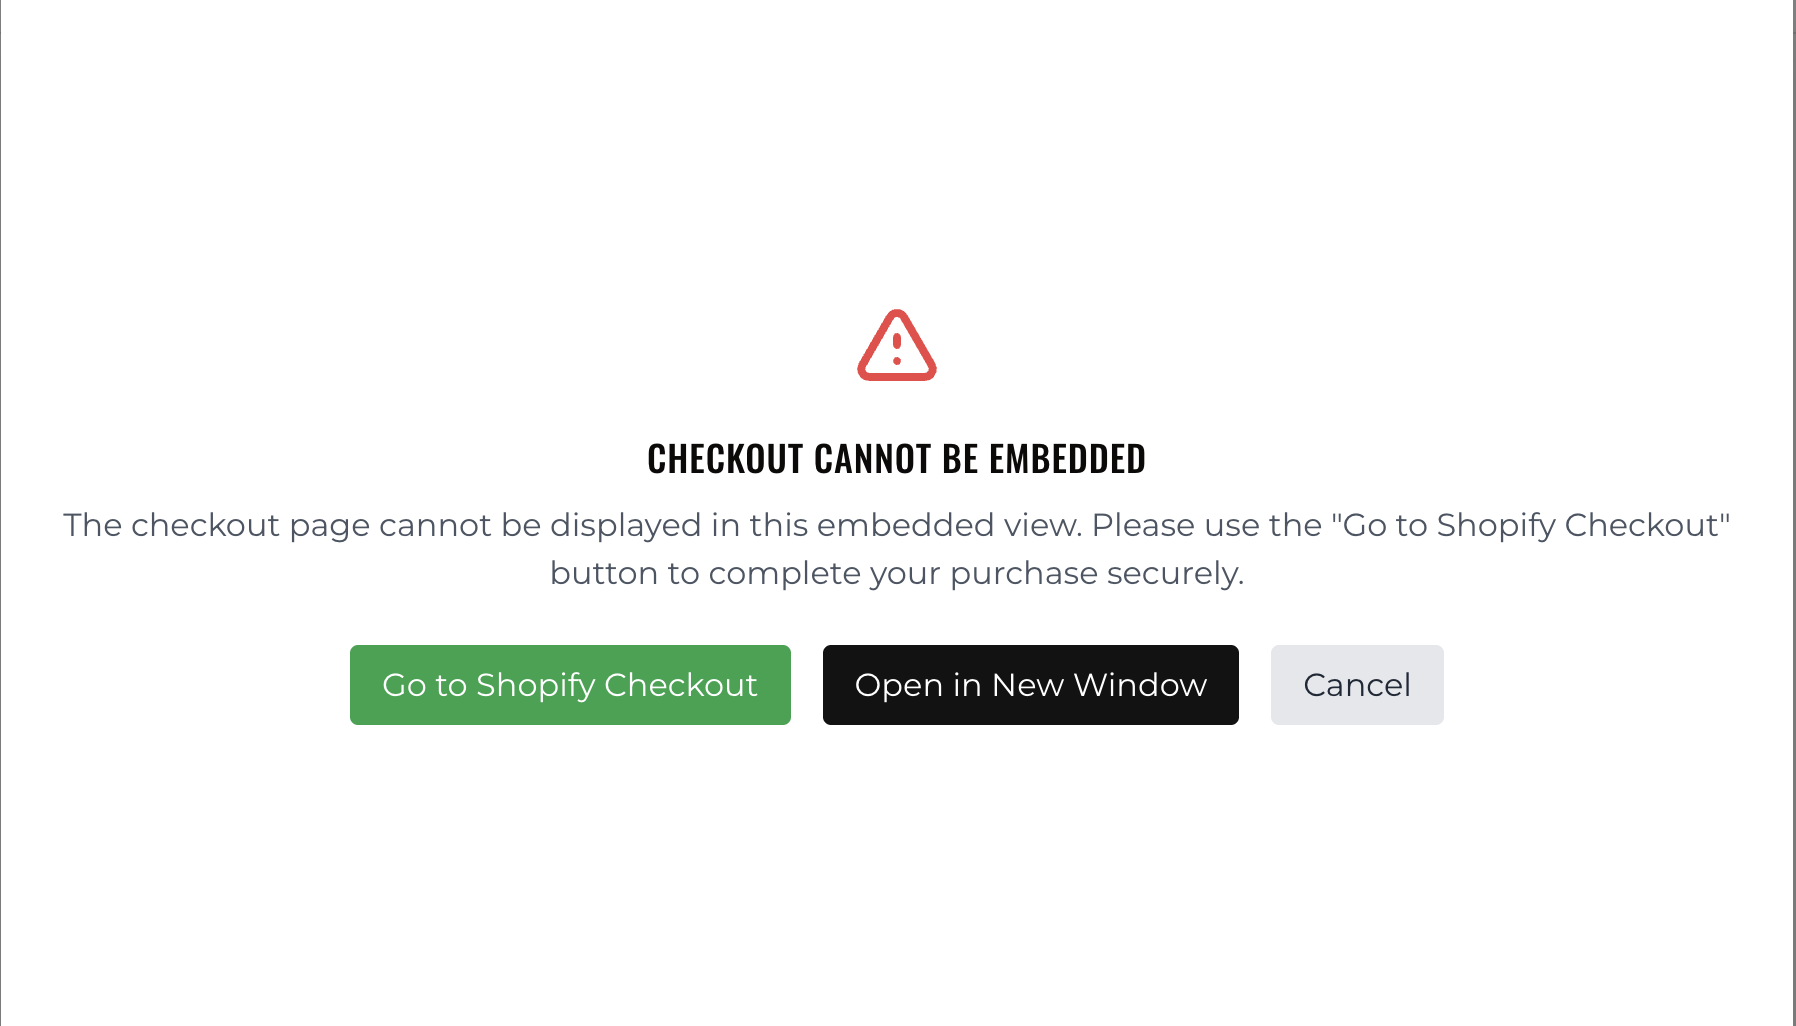 CHECKOUT CANNOT BE EMBEDDED
The checkout page cannot be displayed in this embedded view. Please use the "Go to Shopify Checkout"
button to complete your purchase securely.
Go to Shopify Checkout
Open in New Window
Cancel